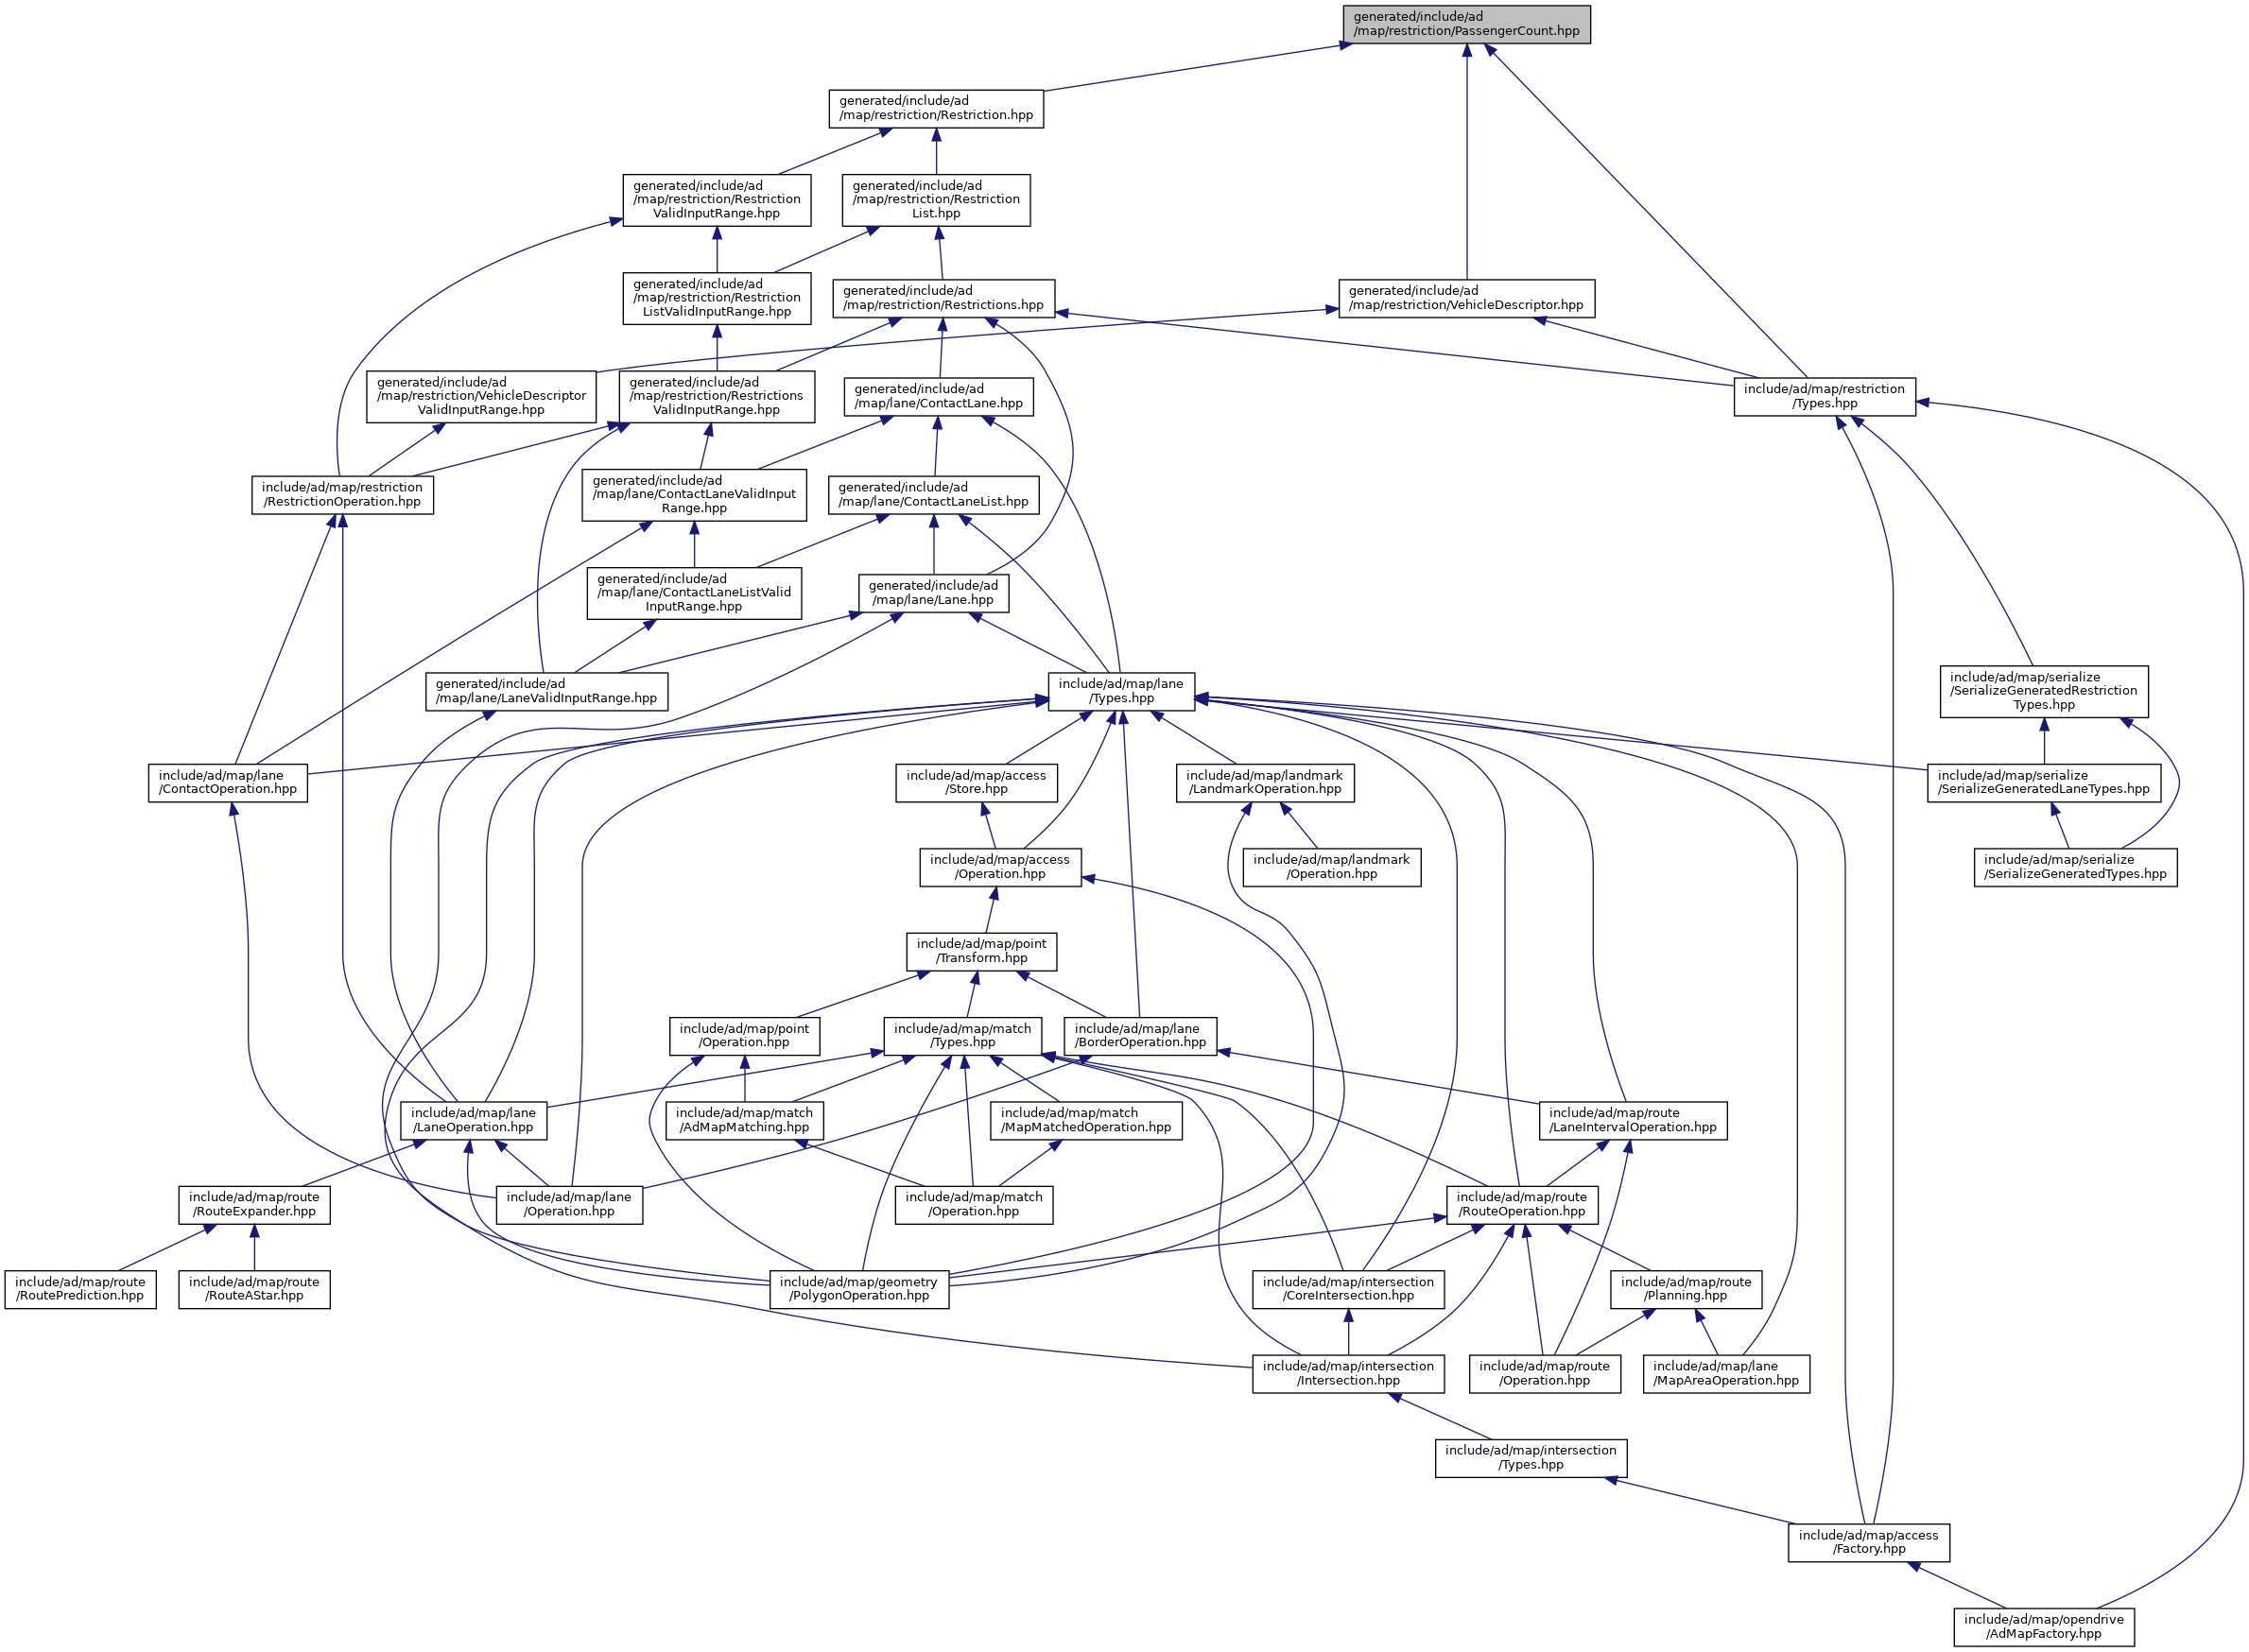 generated/include/ad
/map/restriction/PassengerCount.hpp
generated/include/ad
/map/restriction/Restriction.hpp
generated/include/ad
/map/restriction/Restriction
ValidInputRange.hpp
generated/include/ad
/map/restriction/Restriction
List.hpp
generated/include/ad
/map/restriction/Restriction
ListValidInputRange.hpp
generated/include/ad
/map/restriction/Restrictions.hpp
generated/include/ad
/map/restriction/VehicleDescriptor.hpp
generated/include/ad
/map/restriction/VehicleDescriptor
ValidInputRange.hpp
generated/include/ad
/map/restriction/Restrictions
ValidInputRange.hpp
generated/include/ad
/map/lane/ContactLane.hpp
include/ad/map/restriction
/Types.hpp
include/ad/map/restriction
/RestrictionOperation.hpp
generated/include/ad
/map/lane/ContactLaneValidInput
Range.hpp
generated/include/ad
/map/lane/ContactLaneList.hpp
generated/include/ad
/map/lane/ContactLaneListValid
InputRange.hpp
generated/include/ad
/map/lane/Lane.hpp
generated/include/ad
/map/lane/LaneValidInputRange.hpp
include/ad/map/lane
/Types.hpp
include/ad/map/serialize
/SerializeGeneratedRestriction
Types.hpp
include/ad/map/lane
/ContactOperation.hpp
include/ad/map/access
/Store.hpp
include/ad/map/landmark
/LandmarkOperation.hpp
include/ad/map/serialize
/SerializeGeneratedLaneTypes.hpp
include/ad/map/access
/Operation.hpp
include/ad/map/landmark
/Operation.hpp
include/ad/map/serialize
/SerializeGeneratedTypes.hpp
include/ad/map/point
/Transform.hpp
include/ad/map/point
/Operation.hpp
include/ad/map/match
/Types.hpp
include/ad/map/lane
/BorderOperation.hpp
include/ad/map/lane
/LaneOperation.hpp
include/ad/map/match
/AdMapMatching.hpp
include/ad/map/match
/MapMatchedOperation.hpp
include/ad/map/route
/LaneIntervalOperation.hpp
include/ad/map/route
/RouteExpander.hpp
include/ad/map/lane
/Operation.hpp
include/ad/map/match
/Operation.hpp
include/ad/map/route
/RouteOperation.hpp
include/ad/map/route
/RoutePrediction.hpp
include/ad/map/route
/RouteAStar.hpp
include/ad/map/geometry
/PolygonOperation.hpp
include/ad/map/intersection
/CoreIntersection.hpp
include/ad/map/route
/Planning.hpp
include/ad/map/intersection
/Intersection.hpp
include/ad/map/route
/Operation.hpp
include/ad/map/lane
/MapAreaOperation.hpp
include/ad/map/intersection
/Types.hpp
include/ad/map/access
/Factory.hpp
include/ad/map/opendrive
/AdMapFactory.hpp